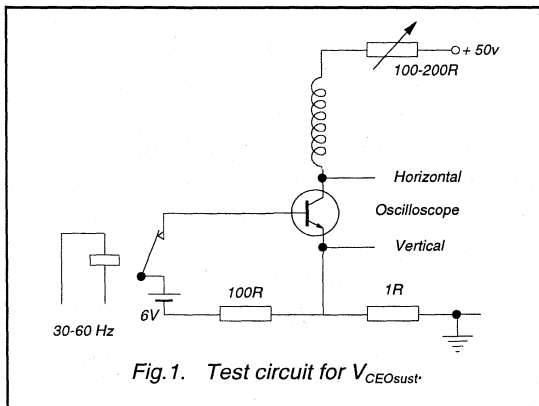 + 50v
100-200R
Horizontal
Oscilloscope
Vertical
100R
1R
6V
30-60 Hz
Fig.1. Test circuit for VCEOsust.